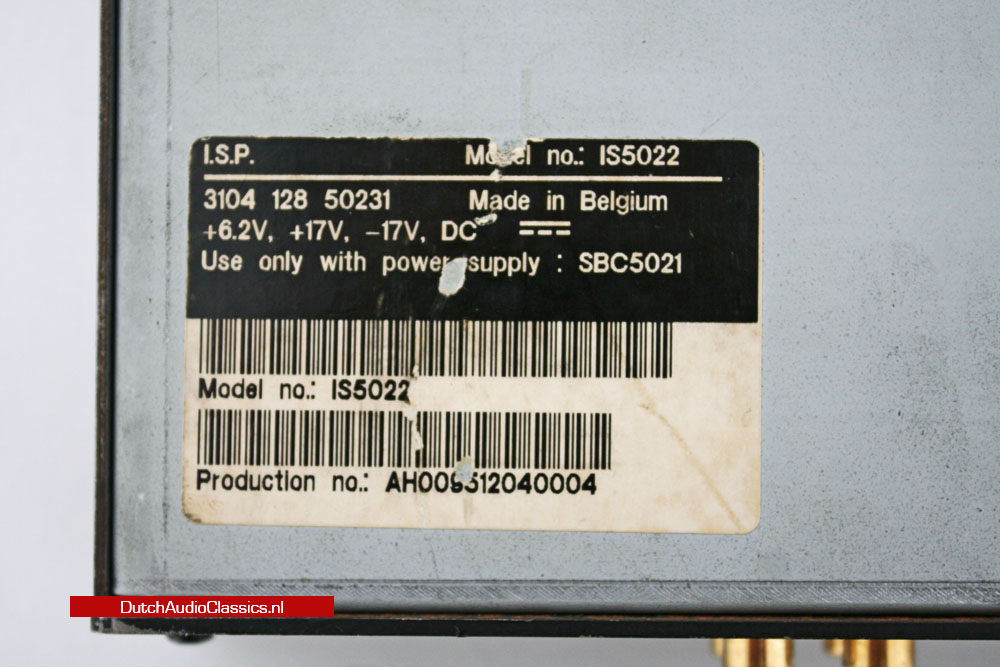 I.S.P. Model no.: IS5022
3104 128 50231 Made in Belgium
+6.2V, +17V, -17V, DC
Use only with power supply : SBC5021
Model no.: IS5022
Production no.: AH009512040004
DutchAudioClassics.nl